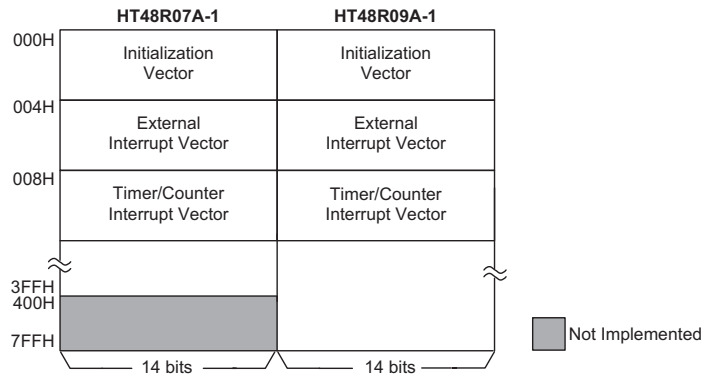 HT48R07A-1
HT48R09A-1
000H
Initialization
Vector
Initialization
Vector
004H
External
Interrupt Vector
External
Interrupt Vector
008H
Timer/Counter
Interrupt Vector
Timer/Counter
Interrupt Vector
3FFH
400H
7FFH
14 bits
14 bits
Not Implemented